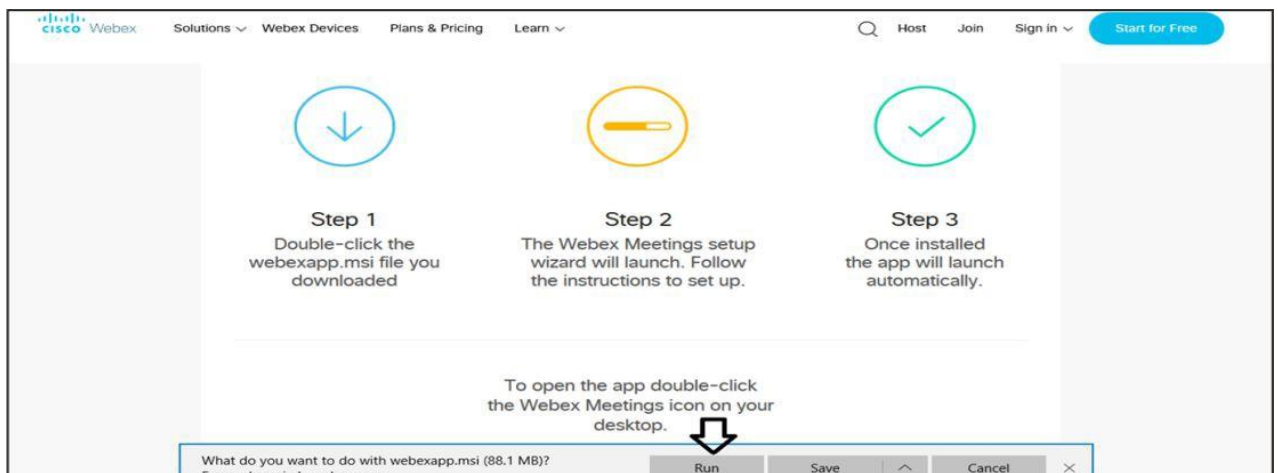 cisco Webex Solutions Webex Devices Plans & Pricing Learn Host Join Sign in Start for Free
Step 1
Double-click the
webexapp.msi file you
downloaded
Step 2
The Webex Meetings setup
wizard will launch. Follow
the instructions to set up.
Step 3
Once installed
the app will launch
automatically.
To open the app double-click
the Webex Meetings icon on your
desktop.
What do you want to do with webexapp.msi (88.1 MB)?
Run Save Cancel